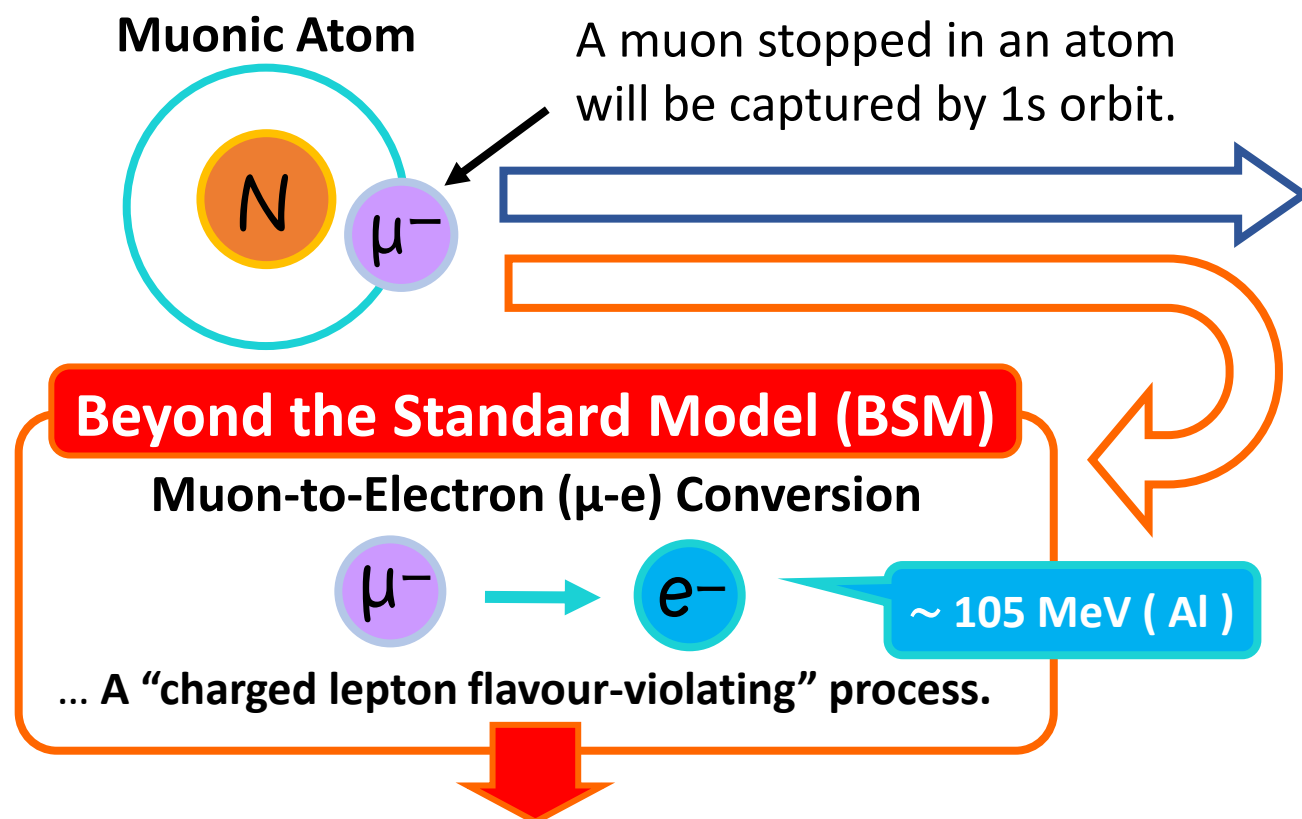 Muonic Atom
A muon stopped in an atom
will be captured by 1s orbit.
N
μ−
Beyond the Standard Model (BSM)
Muon-to-Electron (μ-e) Conversion
μ−
e−
~ 105 MeV ( Al )
... A “charged lepton flavour-violating” process.